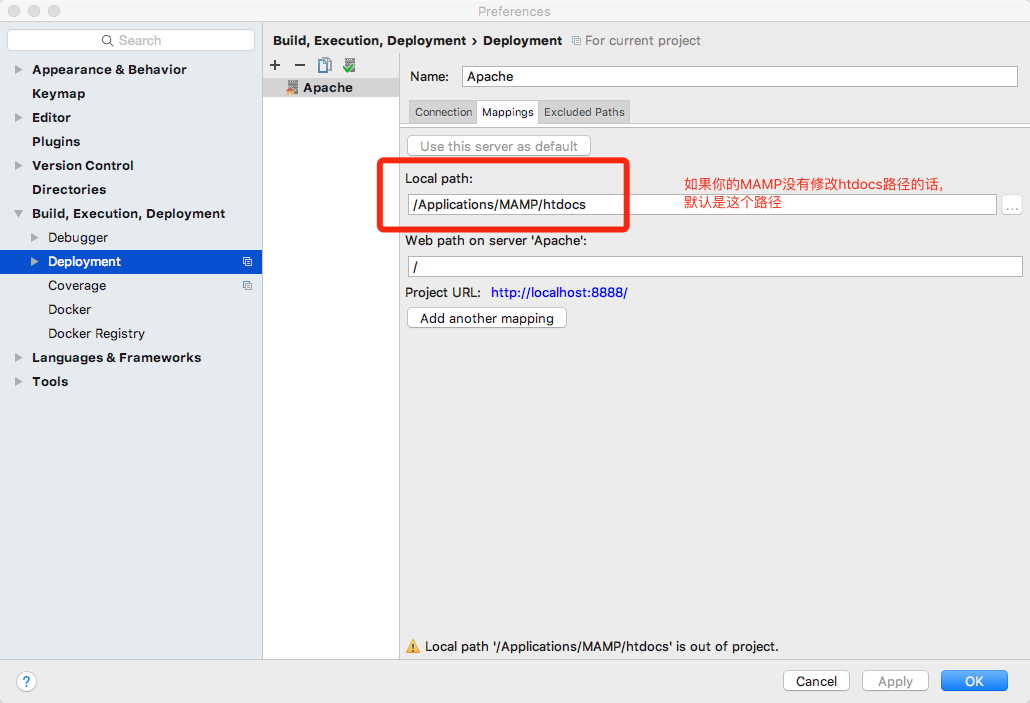 Preferences
Search
Build, Execution, Deployment › Deployment For current project
Appearance & Behavior
Keymap
Editor
Plugins
Version Control
Directories
Build, Execution, Deployment
Debugger
Deployment
Coverage
Docker
Docker Registry
Languages & Frameworks
Tools
Apache
Name: Apache
Connection Mappings Excluded Paths
Use this server as default
Local path:
/Applications/MAMP/htdocs
...
如果你的MAMP没有修改htdocs路径的话，
默认是这个路径
Web path on server 'Apache':
/
Project URL: http://localhost:8888/
Add another mapping
Local path '/Applications/MAMP/htdocs' is out of project.
? Cancel Apply OK